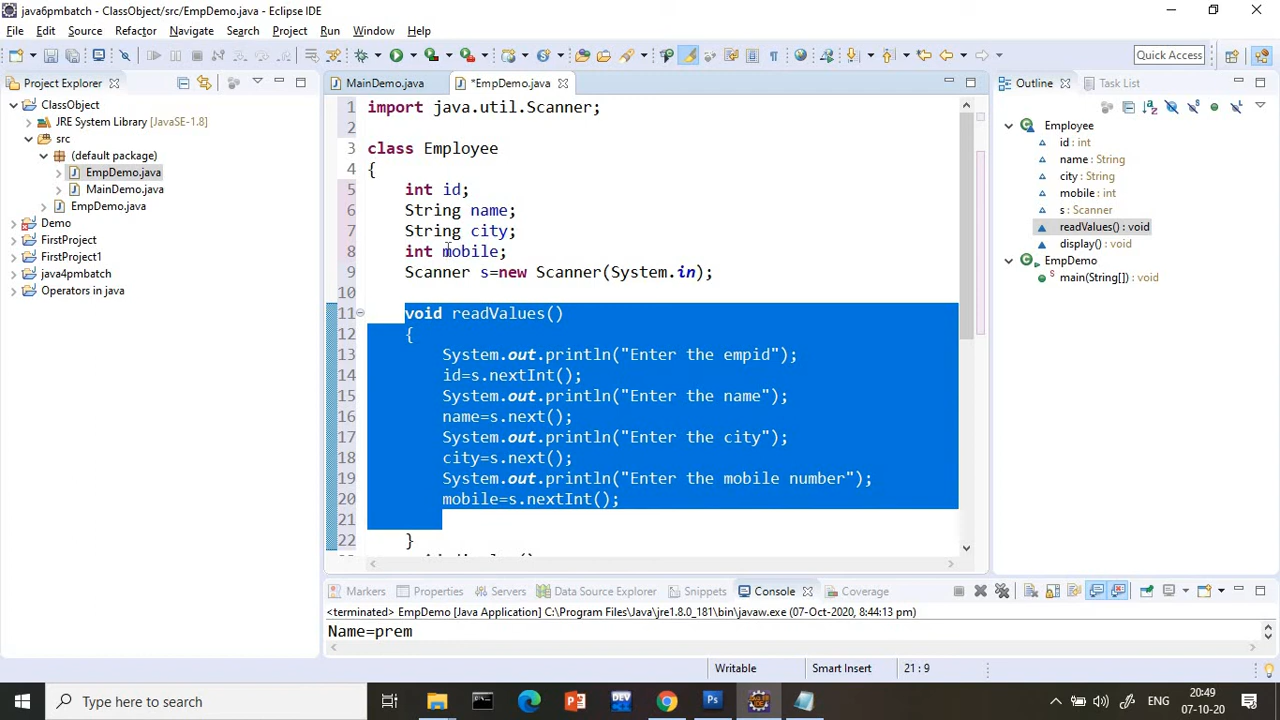 java6pmbatch - ClassObject/src/EmpDemo.java - Eclipse IDE
File Edit Source Refactor Navigate Search Project Run Window Help
Quick Access
Project Explorer
MainDemo.java
*EmpDemo.java
Outline
Task List
ClassObject
JRE System Library [JavaSE-1.8]
src
(default package)
EmpDemo.java
MainDemo.java
EmpDemo.java
Demo
FirstProject
FirstProject1
java4pmbatch
Operators in java
1 import java.util.Scanner;
2
3 class Employee
4 {
5 int id;
6 String name;
7 String city;
8 int mobile;
9 Scanner s=new Scanner(System.in);
10
11 void readValues()
12 {
13 System.out.println("Enter the empid");
14 id=s.nextInt();
15 System.out.println("Enter the name");
16 name=s.next();
17 System.out.println("Enter the city");
18 city=s.next();
19 System.out.println("Enter the mobile number");
20 mobile=s.nextInt();
21
22 }
Employee
id : int
name : String
city : String
mobile : int
s : Scanner
readValues() : void
display() : void
EmpDemo
main(String[]) : void
Markers Properties Servers Data Source Explorer Snippets Console Coverage
<terminated> EmpDemo [Java Application] C:\Program Files\Java\jre1.8.0_181\bin\javaw.exe (07-Oct-2020, 8:44:13 pm)
Name=prem
Writable Smart Insert 21 : 9
Type here to search
ENG
20:49
07-10-20